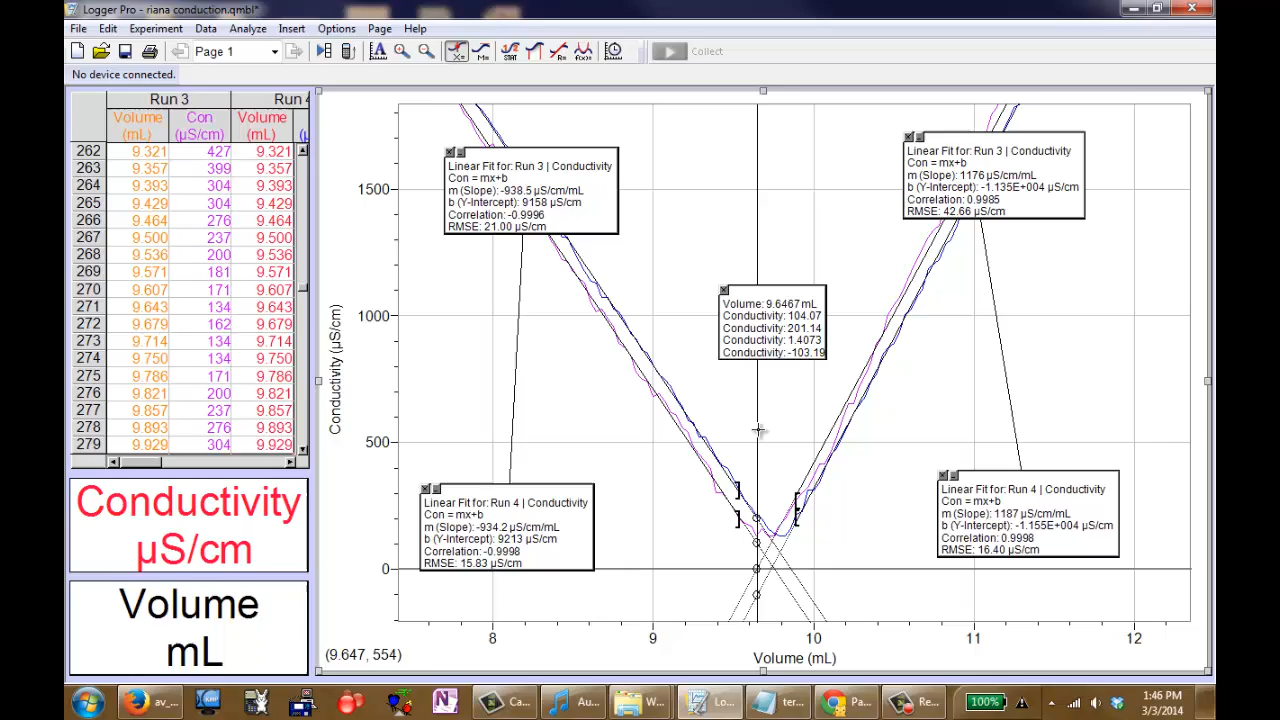 Logger Pro - riana conduction.qmbl*
File Edit Experiment Data Analyze Insert Options Page Help
Page 1
Collect
No device connected.
Run 3 Run 4
Volume Con Volume
(mL) (µS/cm) (mL)
262 9.321 427 9.321
263 9.357 399 9.357
264 9.393 304 9.393
265 9.429 304 9.429
266 9.464 276 9.464
267 9.500 237 9.500
268 9.536 200 9.536
269 9.571 181 9.571
270 9.607 171 9.607
271 9.643 134 9.643
272 9.679 162 9.679
273 9.714 134 9.714
274 9.750 134 9.750
275 9.786 171 9.786
276 9.821 200 9.821
277 9.857 237 9.857
278 9.893 276 9.893
279 9.929 304 9.929
Conductivity
µS/cm
Volume
mL
Conductivity (µS/cm)
1500
1000
500
0
8 9 10 11 12
Volume (mL)
(9.647, 554)
Linear Fit for: Run 3 | Conductivity
Con = mx+b
m (Slope): -938.5 µS/cm/mL
b (Y-Intercept): 9158 µS/cm
Correlation: -0.9996
RMSE: 21.00 µS/cm
Linear Fit for: Run 3 | Conductivity
Con = mx+b
m (Slope): 1176 µS/cm/mL
b (Y-Intercept): -1.135E+004 µS/cm
Correlation: 0.9985
RMSE: 42.66 µS/cm
Volume: 9.6467 mL
Conductivity: 104.07
Conductivity: 201.14
Conductivity: 1.4073
Conductivity: -103.19
Linear Fit for: Run 4 | Conductivity
Con = mx+b
m (Slope): -934.2 µS/cm/mL
b (Y-Intercept): 9213 µS/cm
Correlation: -0.9998
RMSE: 15.83 µS/cm
Linear Fit for: Run 4 | Conductivity
Con = mx+b
m (Slope): 1187 µS/cm/mL
b (Y-Intercept): -1.155E+004 µS/cm
Correlation: 0.9998
RMSE: 16.40 µS/cm
av_... Ca... Au... W... Lo... ter... Pa... Re... 100%
1:46 PM
3/3/2014